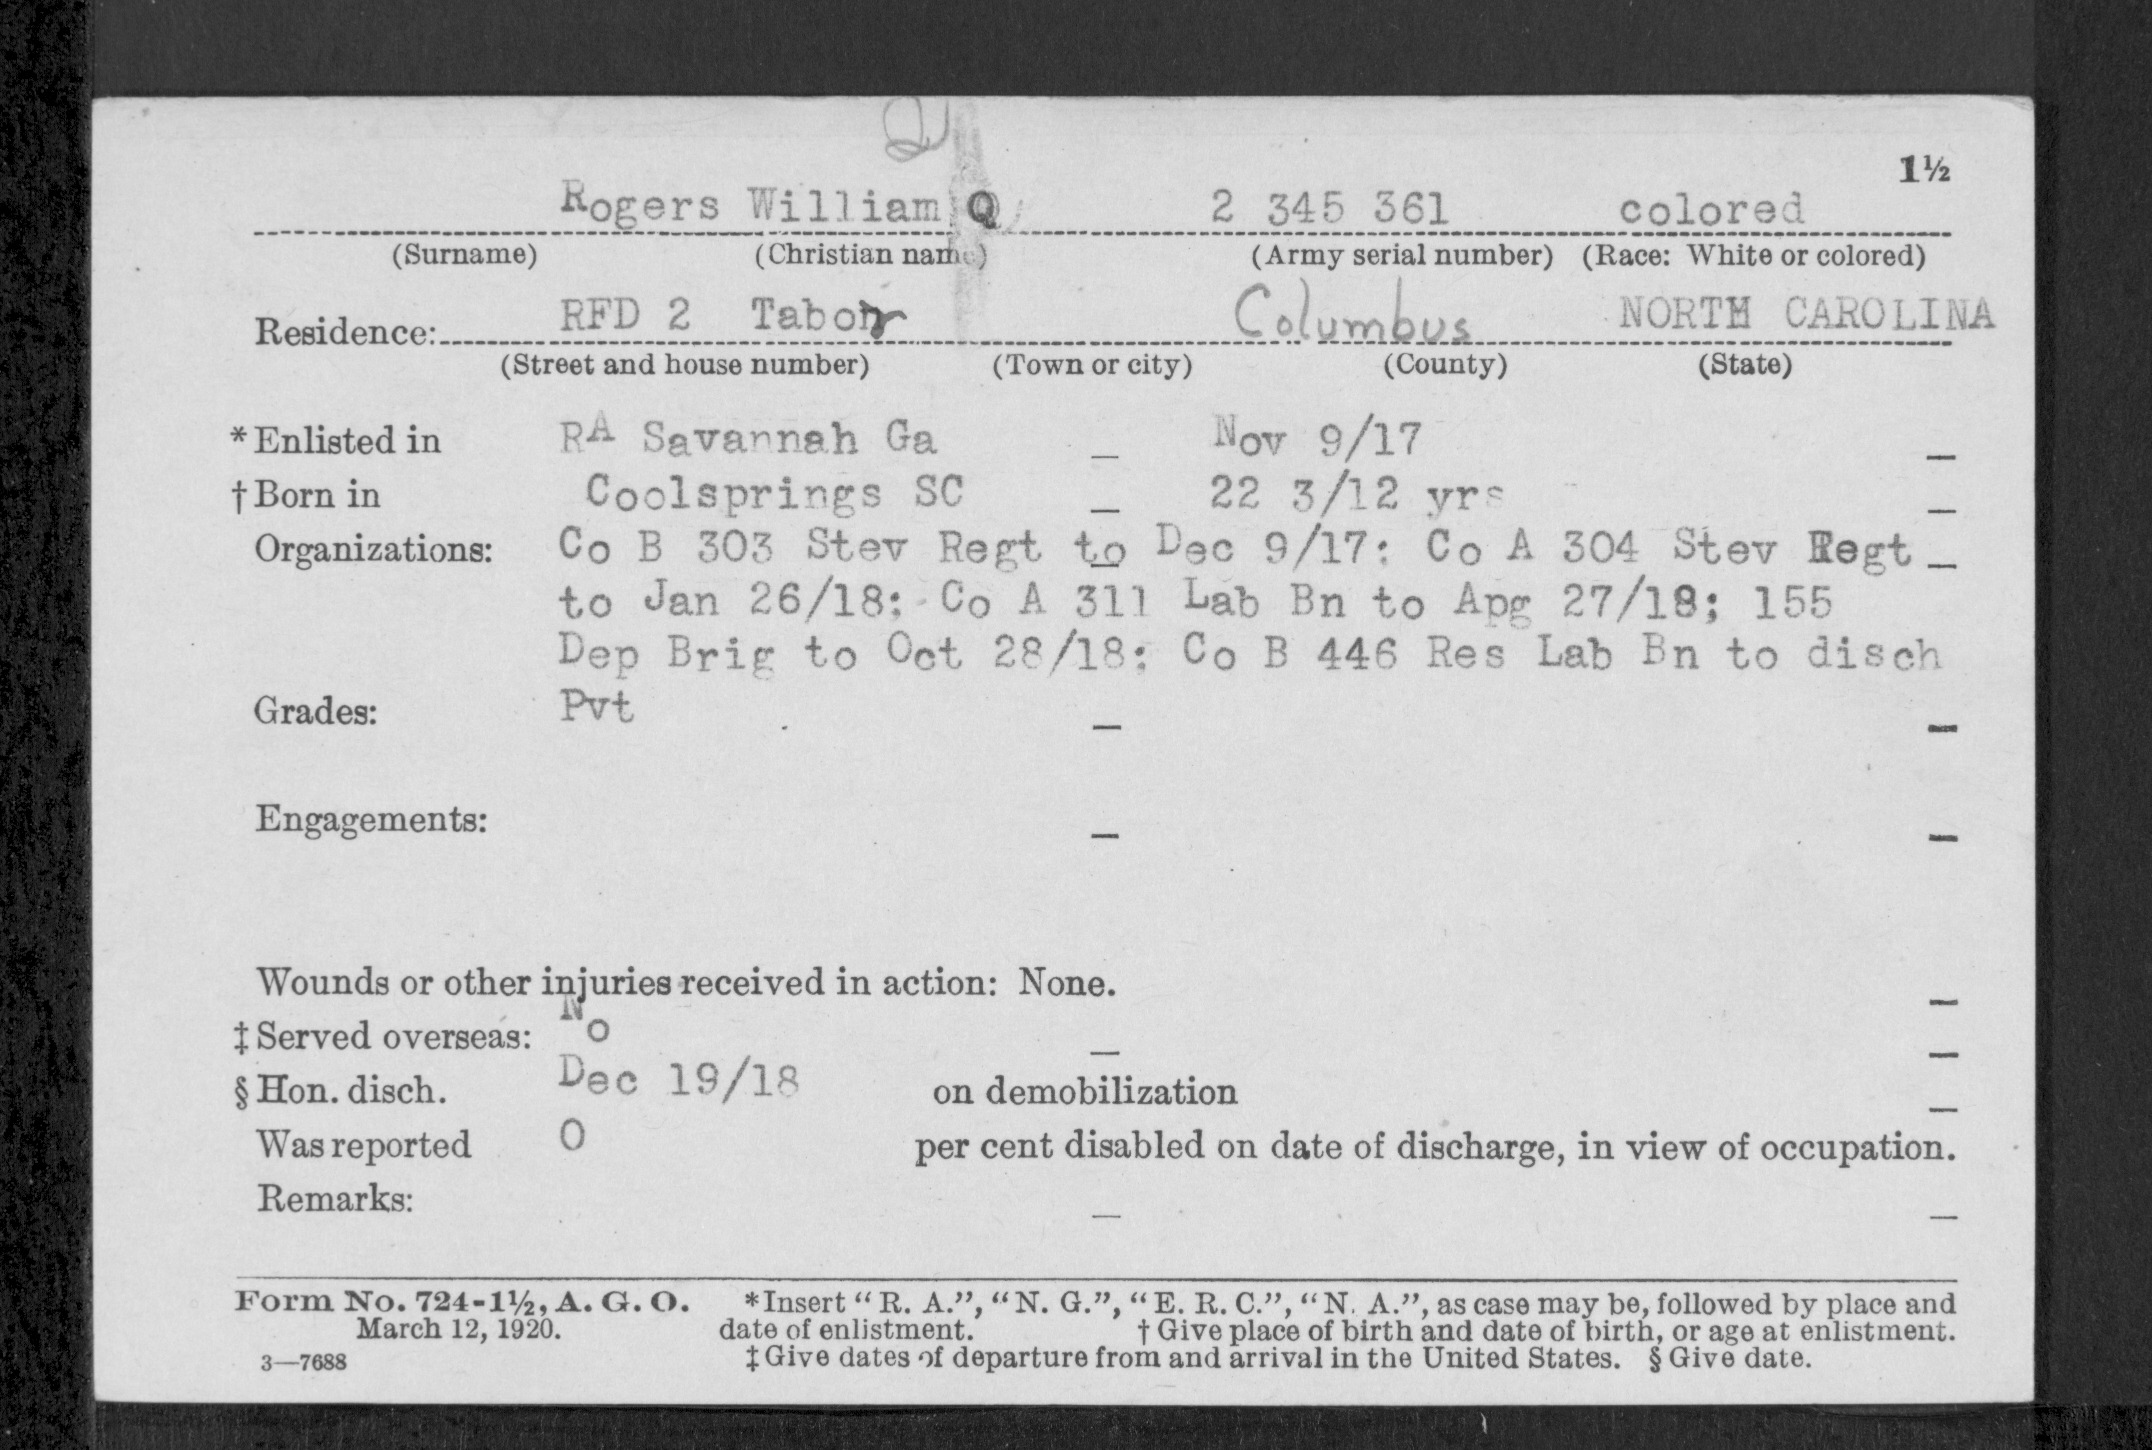 Q
1½
Rogers William Q 2 345 361 colored
(Surname) (Christian name) (Army serial number) (Race: White or colored)
Residence: RFD 2 Tabor Columbus NORTH CAROLINA
(Street and house number) (Town or city) (County) (State)
*Enlisted in RA Savannah Ga – Nov 9/17 –
†Born in Coolsprings SC – 22 3/12 yrs –
Organizations: Co B 303 Stev Regt to Dec 9/17: Co A 304 Stev Regt –
to Jan 26/18: Co A 311 Lab Bn to Apg 27/18; 155
Dep Brig to Oct 28/18: Co B 446 Res Lab Bn to disch
Grades: Pvt – –
Engagements: – –
Wounds or other injuries received in action: None. –
‡Served overseas: No – –
§Hon. disch. Dec 19/18 on demobilization –
Was reported 0 per cent disabled on date of discharge, in view of occupation.
Remarks: – –
Form No. 724-1½, A. G. O. *Insert "R. A.", "N. G.", "E. R. C.", "N. A.", as case may be, followed by place and
March 12, 1920. date of enlistment. †Give place of birth and date of birth, or age at enlistment.
3—7688 ‡Give dates of departure from and arrival in the United States. §Give date.